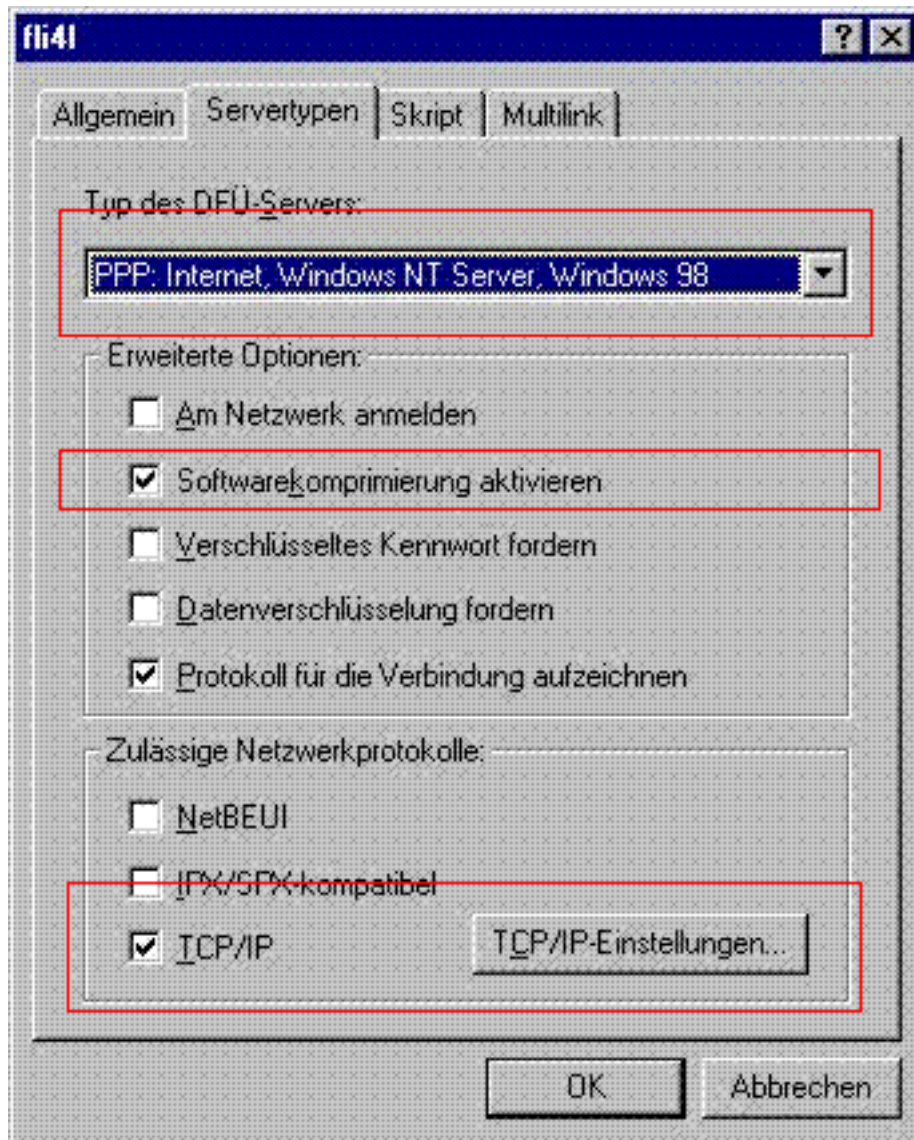 fli4l
Allgemein Servertypen Skript Multilink
Typ des DFÜ-Servers:
PPP: Internet, Windows NT Server, Windows 98
Erweiterte Optionen:
Am Netzwerk anmelden
Softwarekomprimierung aktivieren
Verschlüsseltes Kennwort fordern
Datenverschlüsselung fordern
Protokoll für die Verbindung aufzeichnen
Zulässige Netzwerkprotokolle:
NetBEUI
IPX/SPX-kompatibel
TCP/IP TCP/IP-Einstellungen...
OK Abbrechen